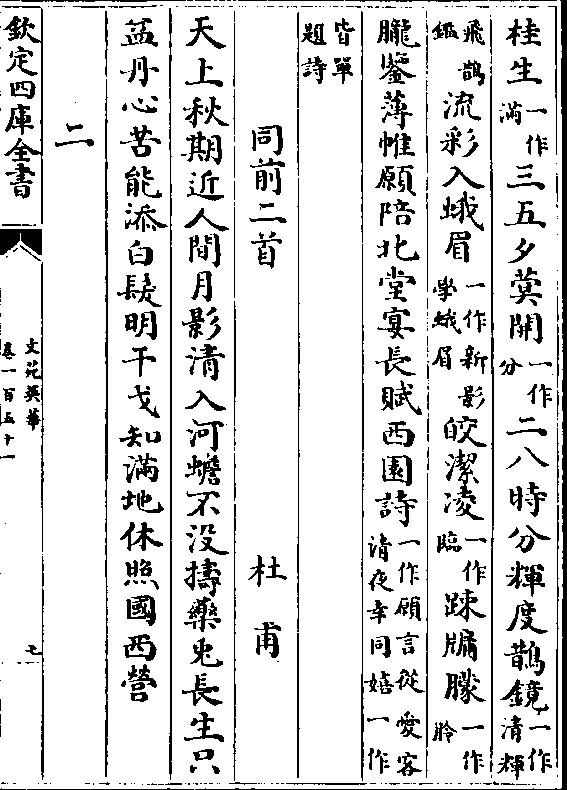 桂生一作滿三五夕蓂開一作分二八時分輝度鵲鏡一作清輝
飛鵲鑑流彩入蛾眉一作新影學蛾眉皎潔凌一作臨踈牖朦一作聆
朧鑒薄帷願陪北堂宴長賦西園詩一作願言從愛客清夜幸同嬉一作
皆單題詩
同前二首 杜甫
天上秋期近人間月影清入河蟾不没擣藥兎長生只
益丹心苦能添白髮明干戈知滿地休照國西營
二
欽定四庫全書
文苑英華
卷一百五十一
七